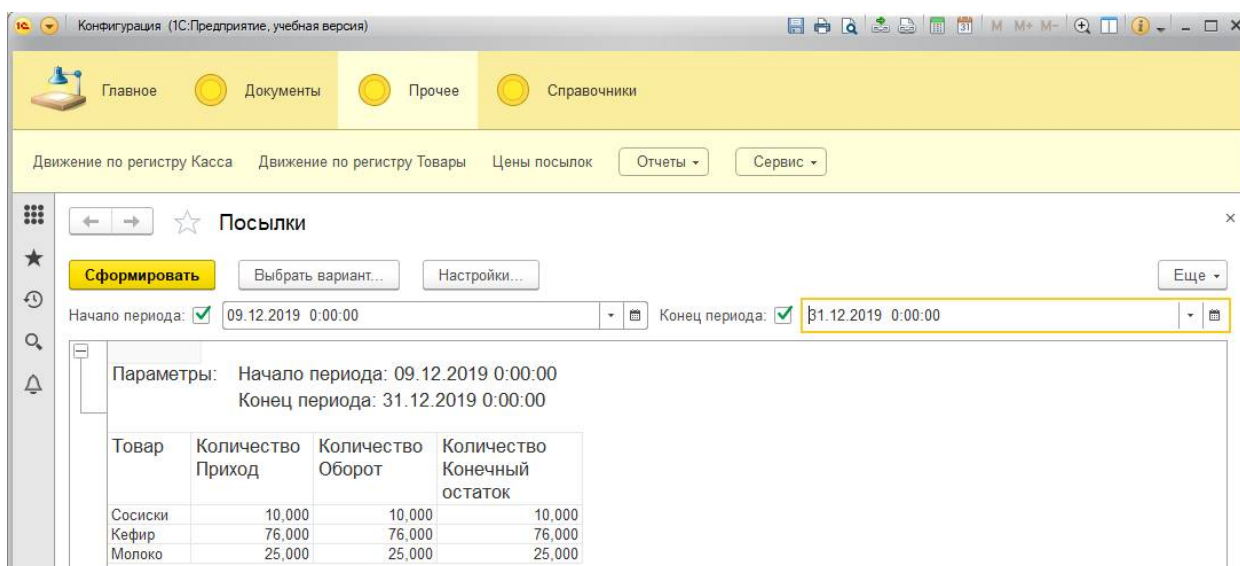 Конфигурация (1С:Предприятие, учебная версия)
M M+ M-
Главное Документы Прочее Справочники
Движение по регистру Касса Движение по регистру Товары Цены посылок Отчеты Сервис
Посылки
Сформировать Выбрать вариант... Настройки... Еще
Начало периода: 09.12.2019 0:00:00 Конец периода: 31.12.2019 0:00:00
Параметры: Начало периода: 09.12.2019 0:00:00
Конец периода: 31.12.2019 0:00:00
Товар Количество Количество Количество
Приход Оборот Конечный
остаток
Сосиски 10,000 10,000 10,000
Кефир 76,000 76,000 76,000
Молоко 25,000 25,000 25,000